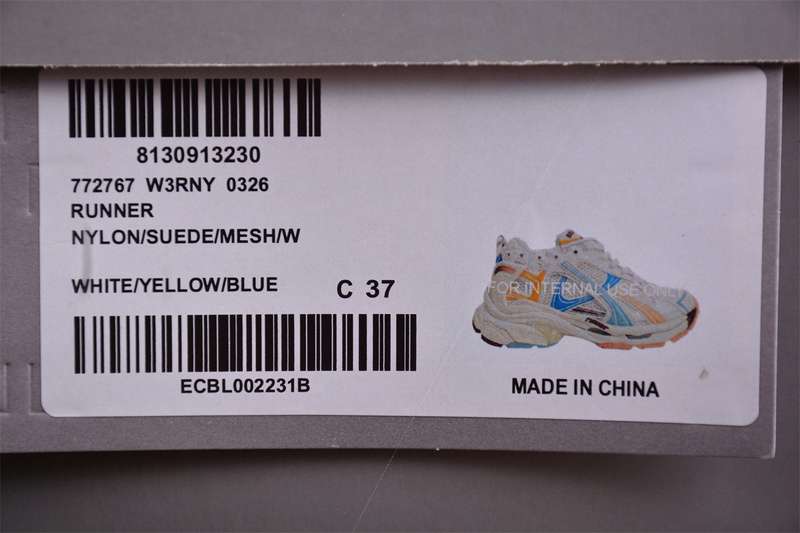 8130913230
772767 W3RNY 0326
RUNNER
NYLON/SUEDE/MESH/W
WHITE/YELLOW/BLUE
C 37
FOR INTERNAL USE ONLY
ECBL002231B
MADE IN CHINA